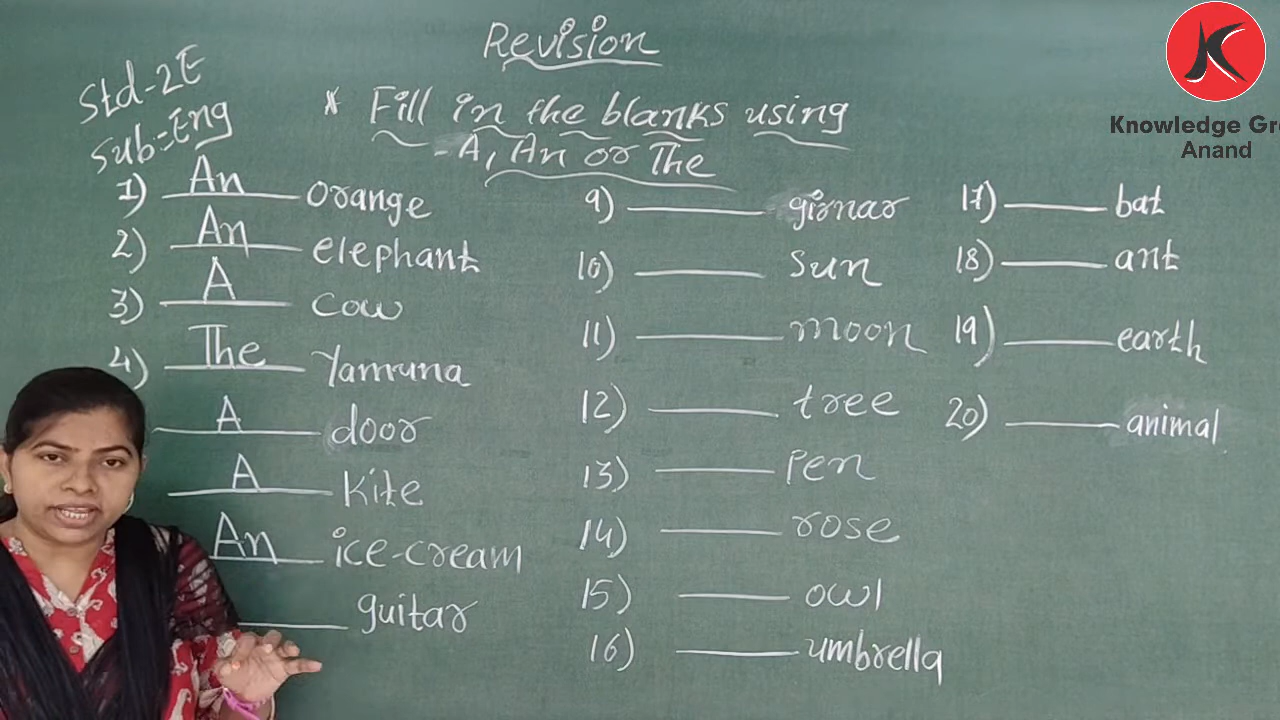 Revision
Std-2E
Sub:-Eng
* Fill in the blanks using
- A, An or The
1) An orange
2) An elephant
3) A cow
4) The Yamuna
A door
A kite
An ice-cream
guitar
9) girnar
10) sun
11) moon
12) tree
13) pen
14) rose
15) owl
16) umbrella
17) bat
18) ant
19) earth
20) animal
K
Knowledge Gro
Anand